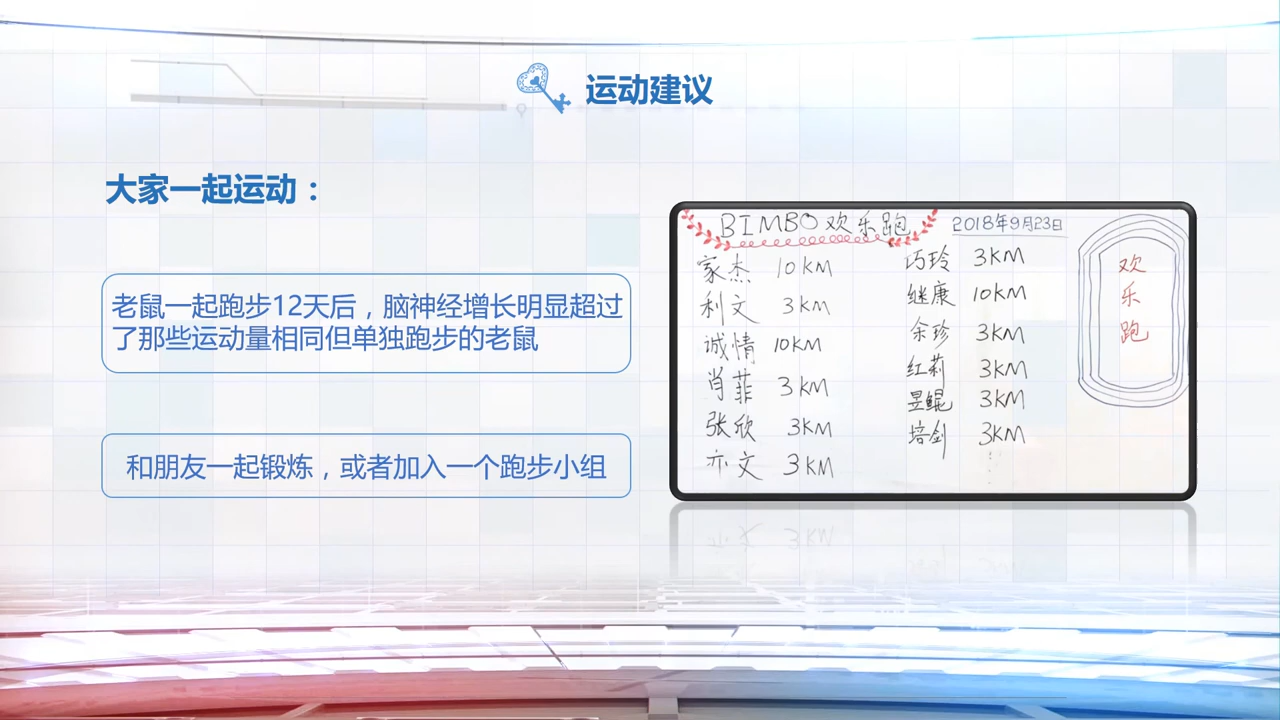 运动建议
大家一起运动：
老鼠一起跑步12天后，脑神经增长明显超过
了那些运动量相同但单独跑步的老鼠
和朋友一起锻炼，或者加入一个跑步小组
BIMBO欢乐跑
2018年9月23日
家杰 10KM
利文 3KM
诚情 10KM
肖菲 3KM
张欣 3KM
亦文 3KM
巧玲 3KM
继康 10KM
余珍 3KM
红莉 3KM
昱鲲 3KM
培剑 3KM
欢
乐
跑